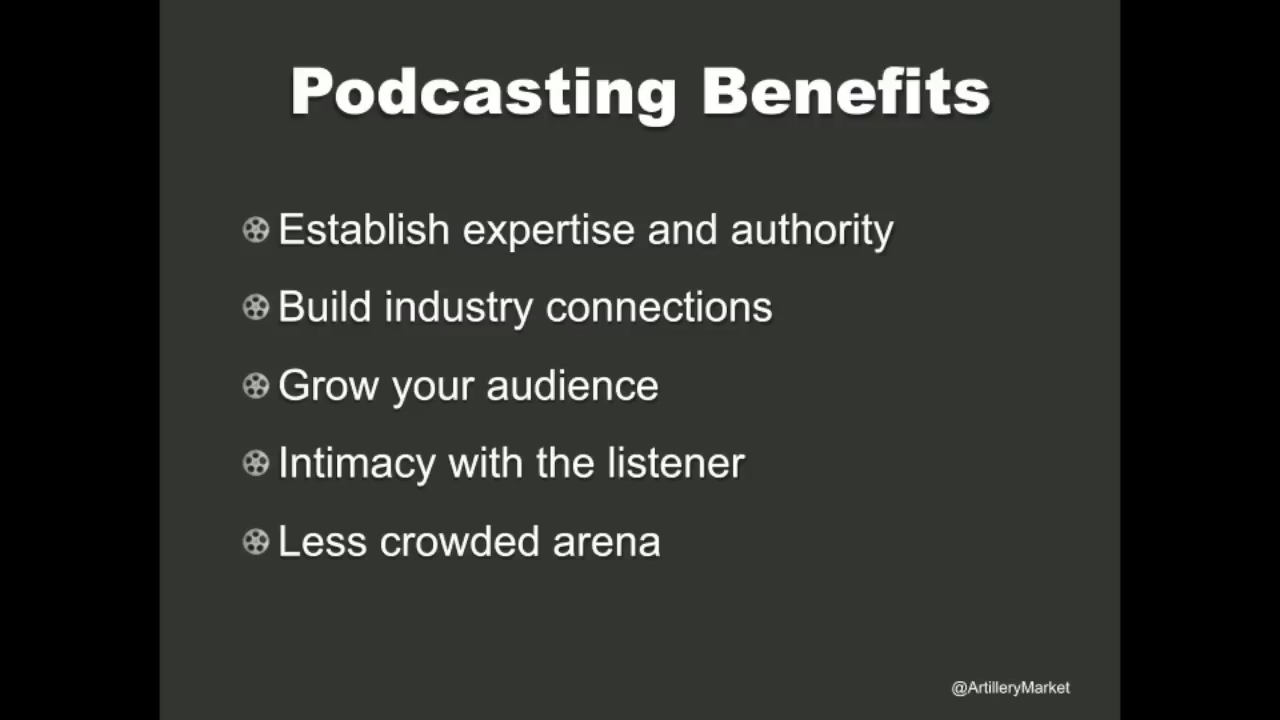 Podcasting Benefits
Establish expertise and authority
Build industry connections
Grow your audience
Intimacy with the listener
Less crowded arena
@ArtilleryMarket